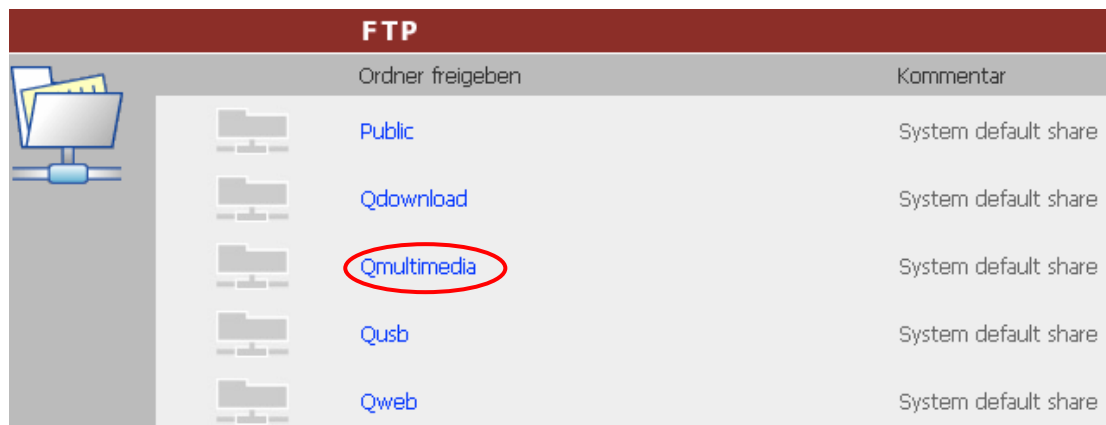 FTP
Ordner freigeben Kommentar
Public System default share
Qdownload System default share
Qmultimedia System default share
Qusb System default share
Qweb System default share